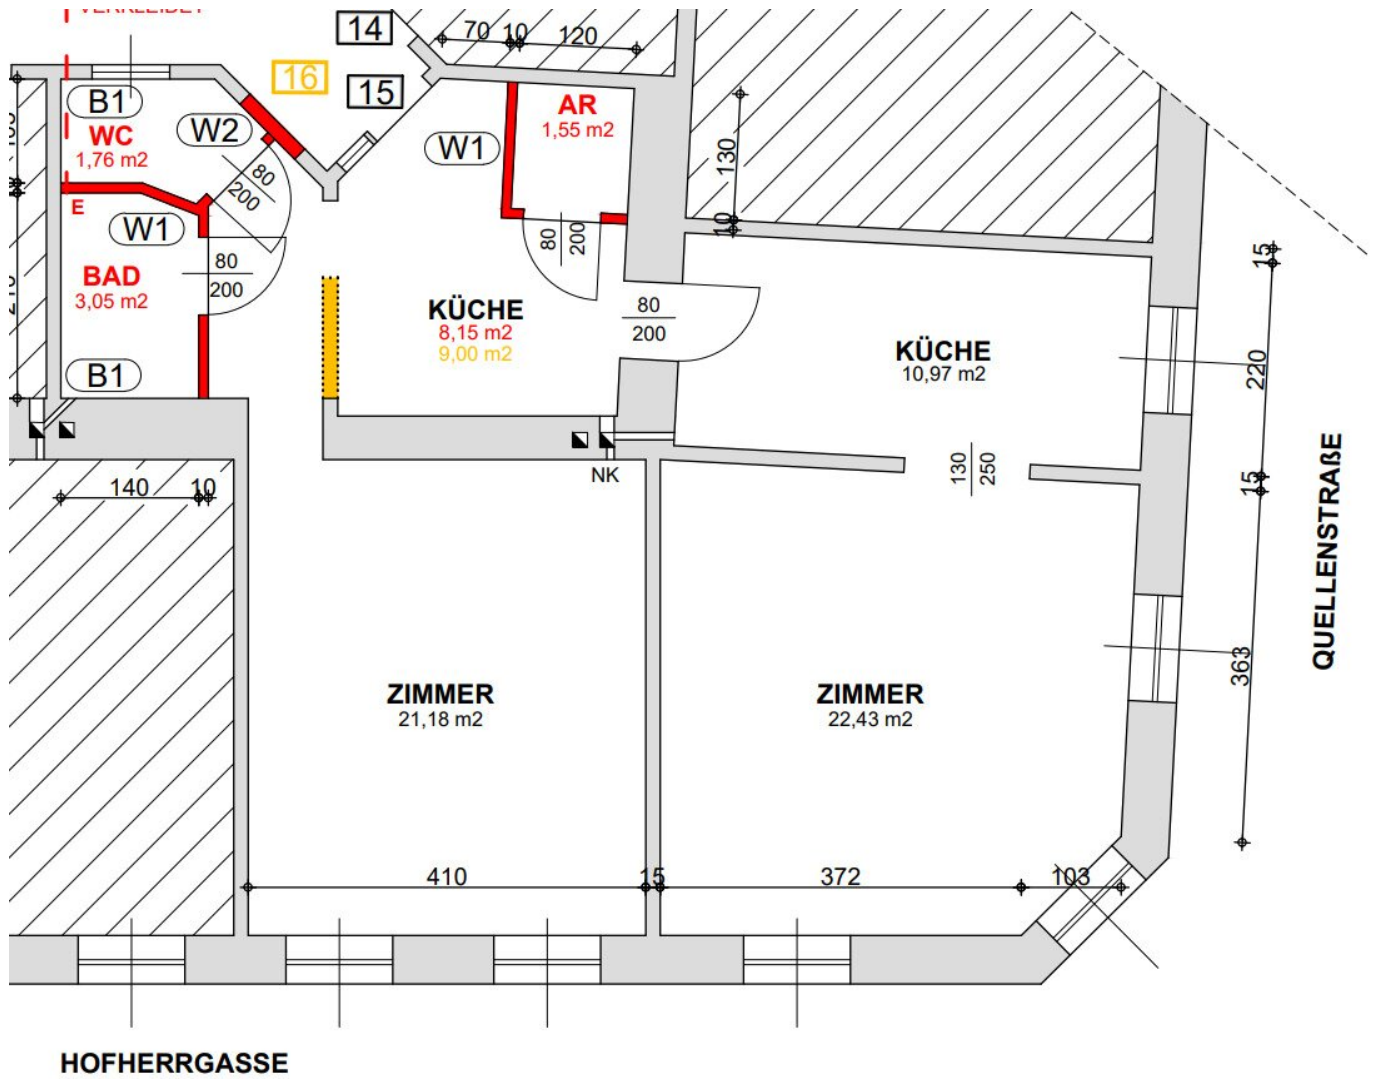 14
70 10 120
16
15
B1
WC
1,76 m2
W2
W1
AR
1,55 m2
130
10
80
200
E
W1
BAD
3,05 m2
80
200
80
200
KÜCHE
8,15 m2
9,00 m2
80
200
KÜCHE
10,97 m2
15
220
15
B1
NK
130
250
140 10
QUELLENSTRAßE
363
ZIMMER
21,18 m2
ZIMMER
22,43 m2
410 15 372 103
HOFHERRGASSE